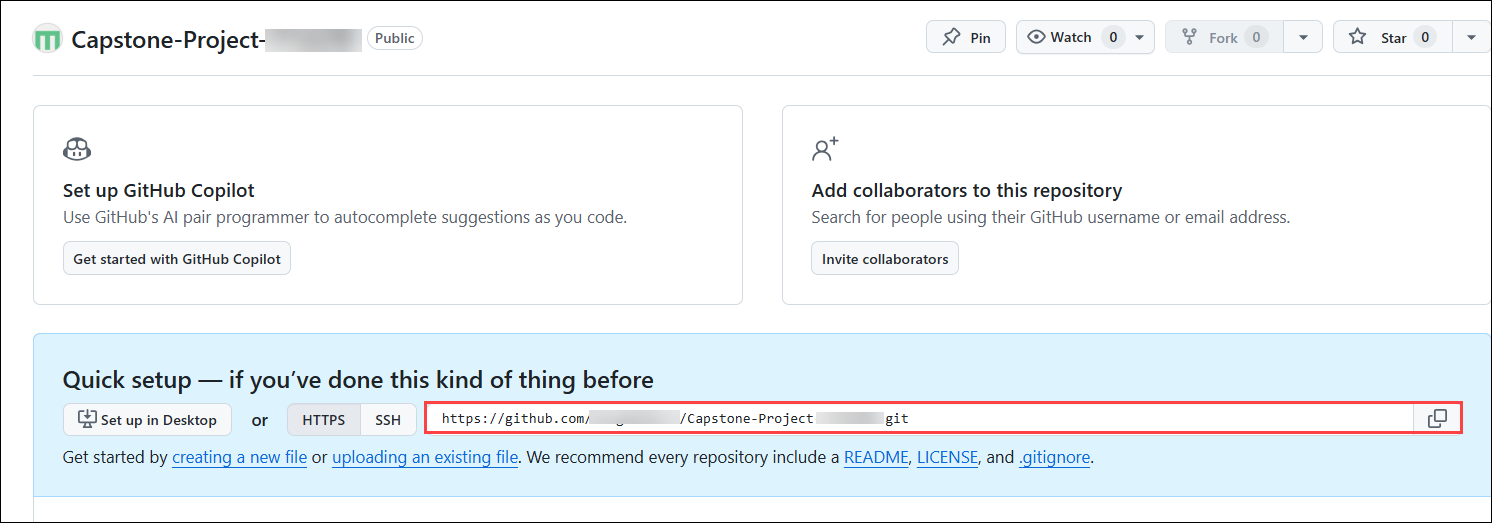 Capstone-Project- Public Pin Watch 0 Fork 0 Star 0
Set up GitHub Copilot
Use GitHub's AI pair programmer to autocomplete suggestions as you code.
Get started with GitHub Copilot
Add collaborators to this repository
Search for people using their GitHub username or email address.
Invite collaborators
Quick setup — if you’ve done this kind of thing before
Set up in Desktop or HTTPS SSH https://github.com/ /Capstone-Project git
Get started by creating a new file or uploading an existing file. We recommend every repository include a README, LICENSE, and .gitignore.